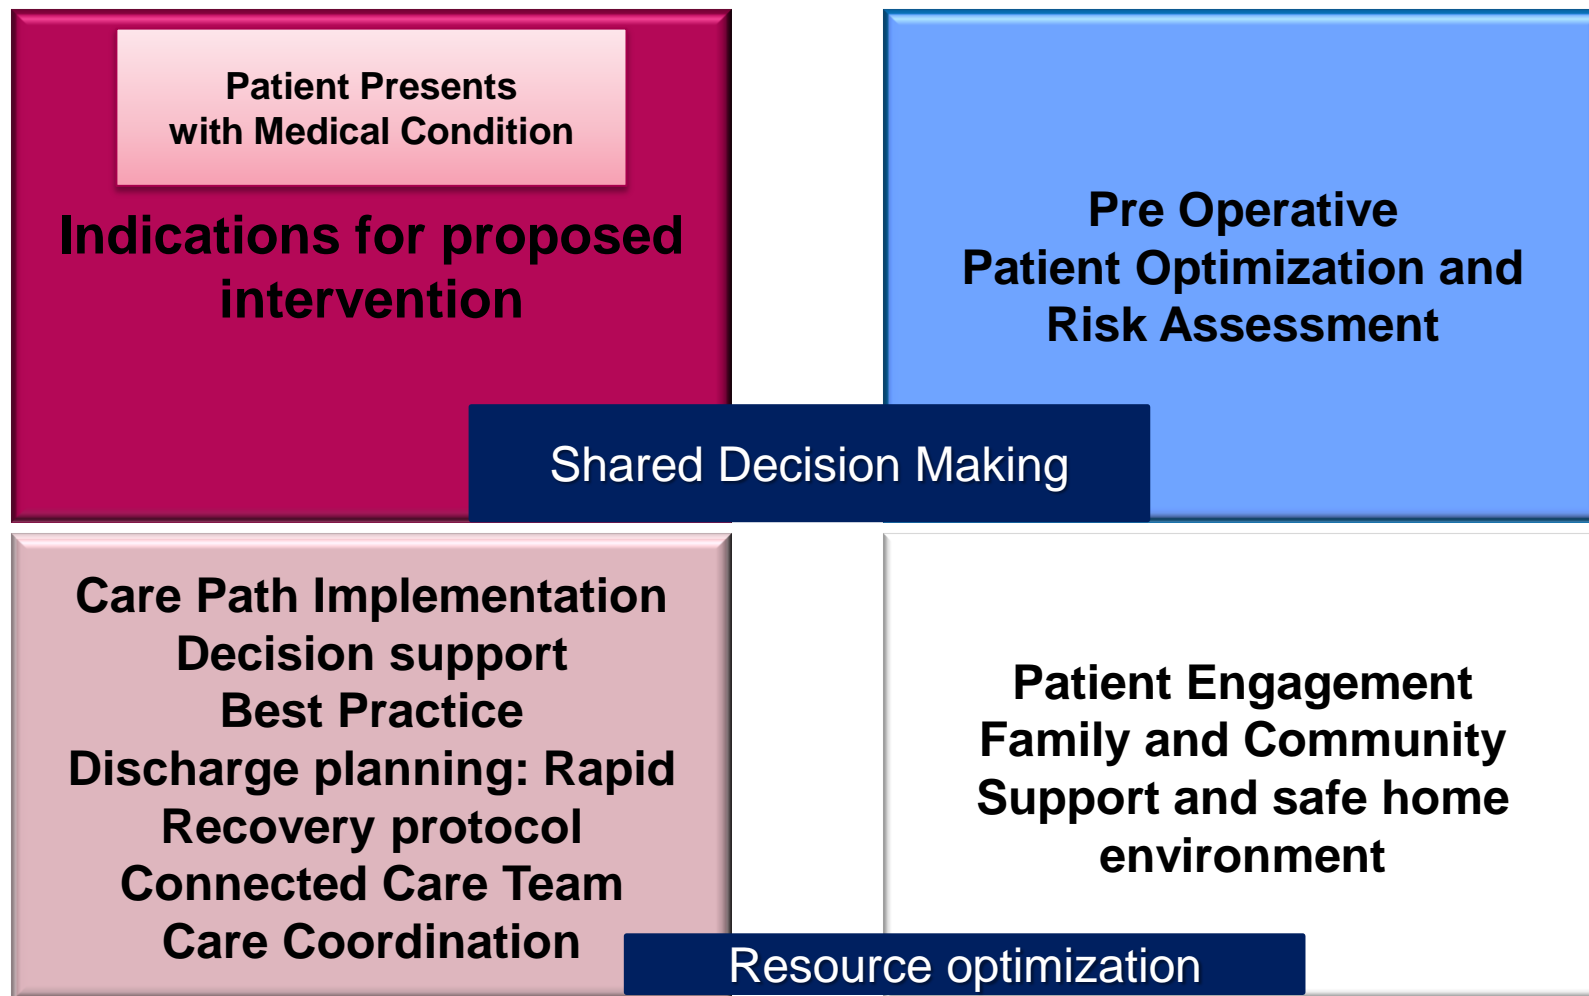 Patient Presents
with Medical Condition
Indications for proposed
intervention
Pre Operative
Patient Optimization and
Risk Assessment
Shared Decision Making
Care Path Implementation
Decision support
Best Practice
Discharge planning: Rapid
Recovery protocol
Connected Care Team
Care Coordination
Patient Engagement
Family and Community
Support and safe home
environment
Resource optimization